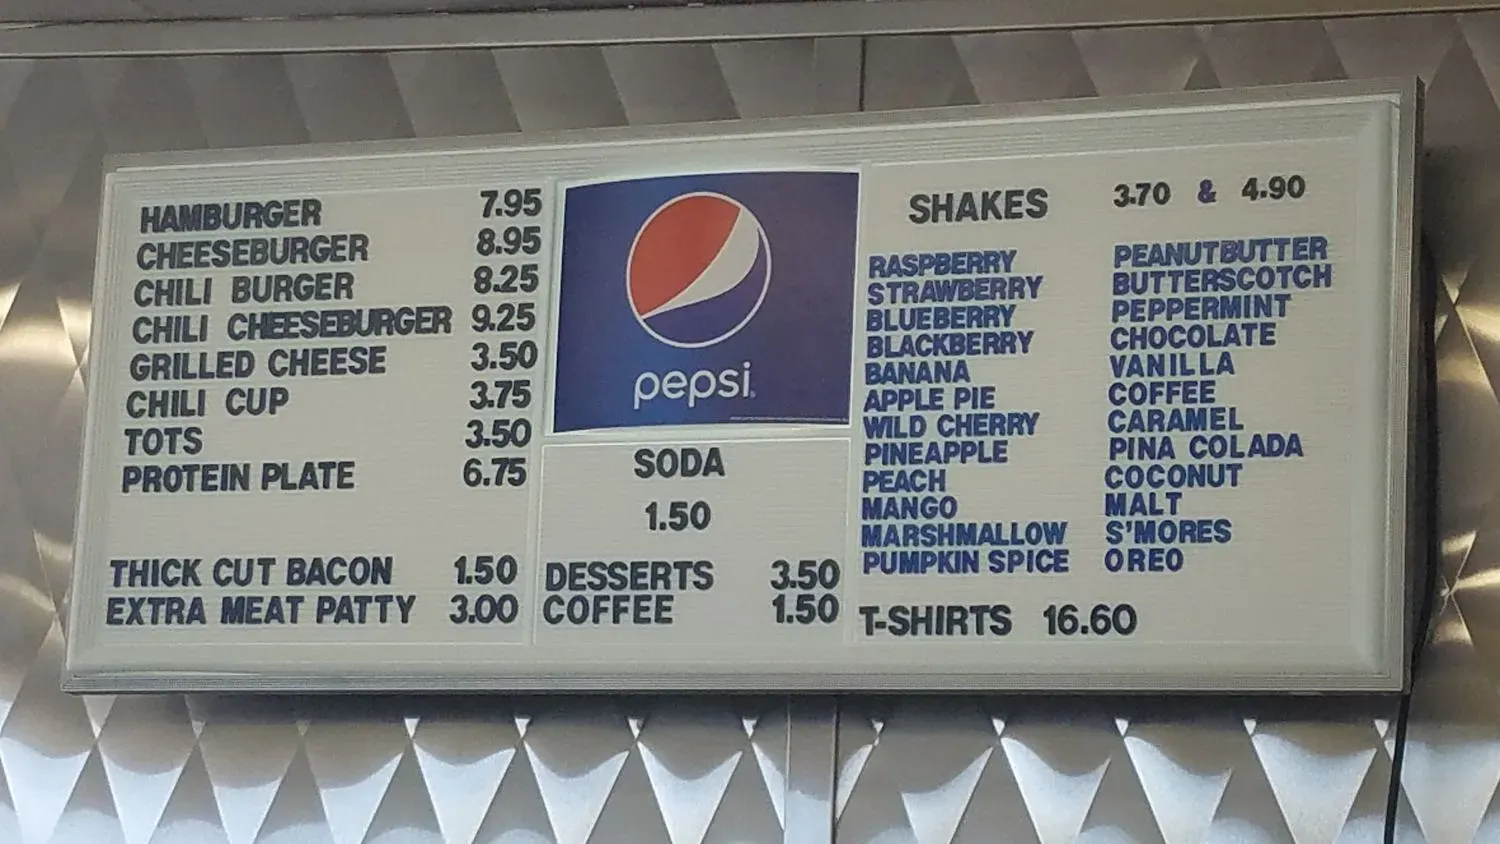 HAMBURGER 7.95
CHEESEBURGER 8.95
CHILI BURGER 8.25
CHILI CHEESEBURGER 9.25
GRILLED CHEESE 3.50
CHILI CUP 3.75
TOTS 3.50
PROTEIN PLATE 6.75
THICK CUT BACON 1.50
EXTRA MEAT PATTY 3.00
pepsi
SODA
1.50
DESSERTS 3.50
COFFEE 1.50
SHAKES 3.70 & 4.90
RASPBERRY
STRAWBERRY
BLUEBERRY
BLACKBERRY
BANANA
APPLE PIE
WILD CHERRY
PINEAPPLE
PEACH
MANGO
MARSHMALLOW
PUMPKIN SPICE
PEANUTBUTTER
BUTTERSCOTCH
PEPPERMINT
CHOCOLATE
VANILLA
COFFEE
CARAMEL
PINA COLADA
COCONUT
MALT
S'MORES
OREO
T-SHIRTS 16.60